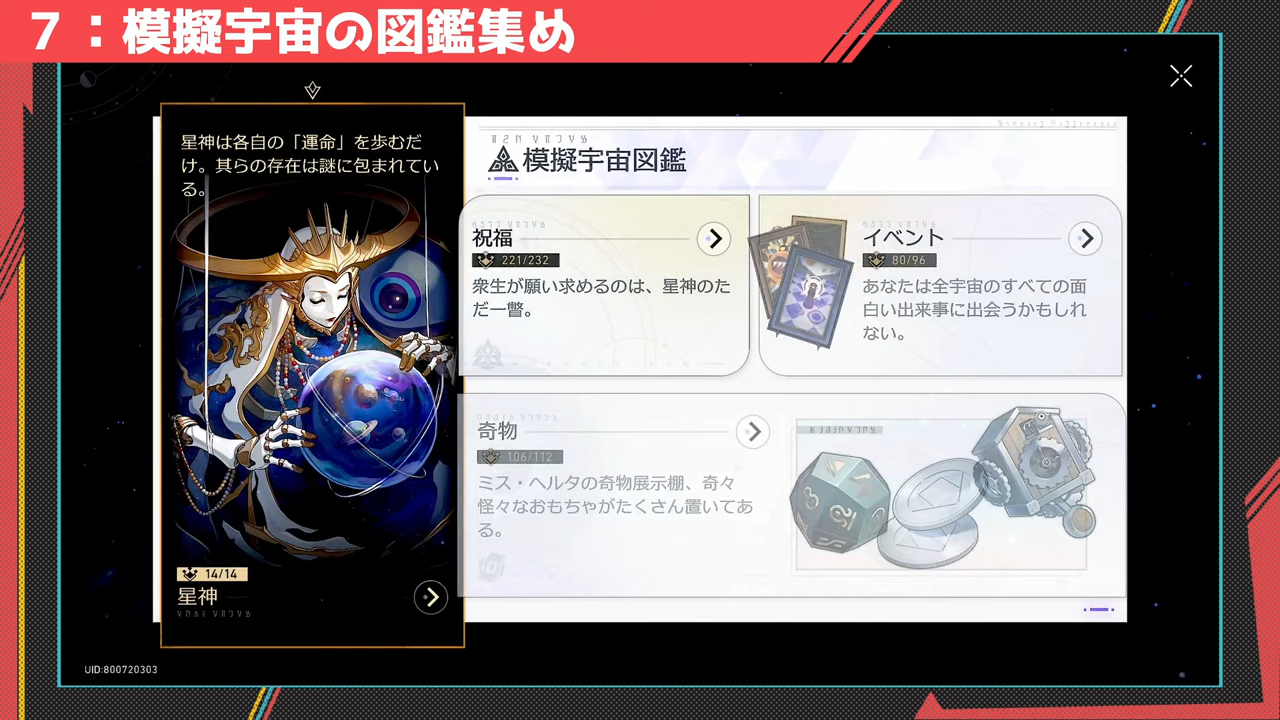 ７：模擬宇宙の図鑑集め
星神は各自の「運命」を歩むだ
け。其らの存在は謎に包まれてい
る。
14/14
星神
模擬宇宙図鑑
祝福
221/232
衆生が願い求めるのは、星神のた
だ一瞥。
イベント
80/96
あなたは全宇宙のすべての面
白い出来事に出会うかもしれ
ない。
奇物
106/112
ミス・ヘルタの奇物展示棚、奇々
怪々なおもちゃがたくさん置いてあ
る。
UID:800720303